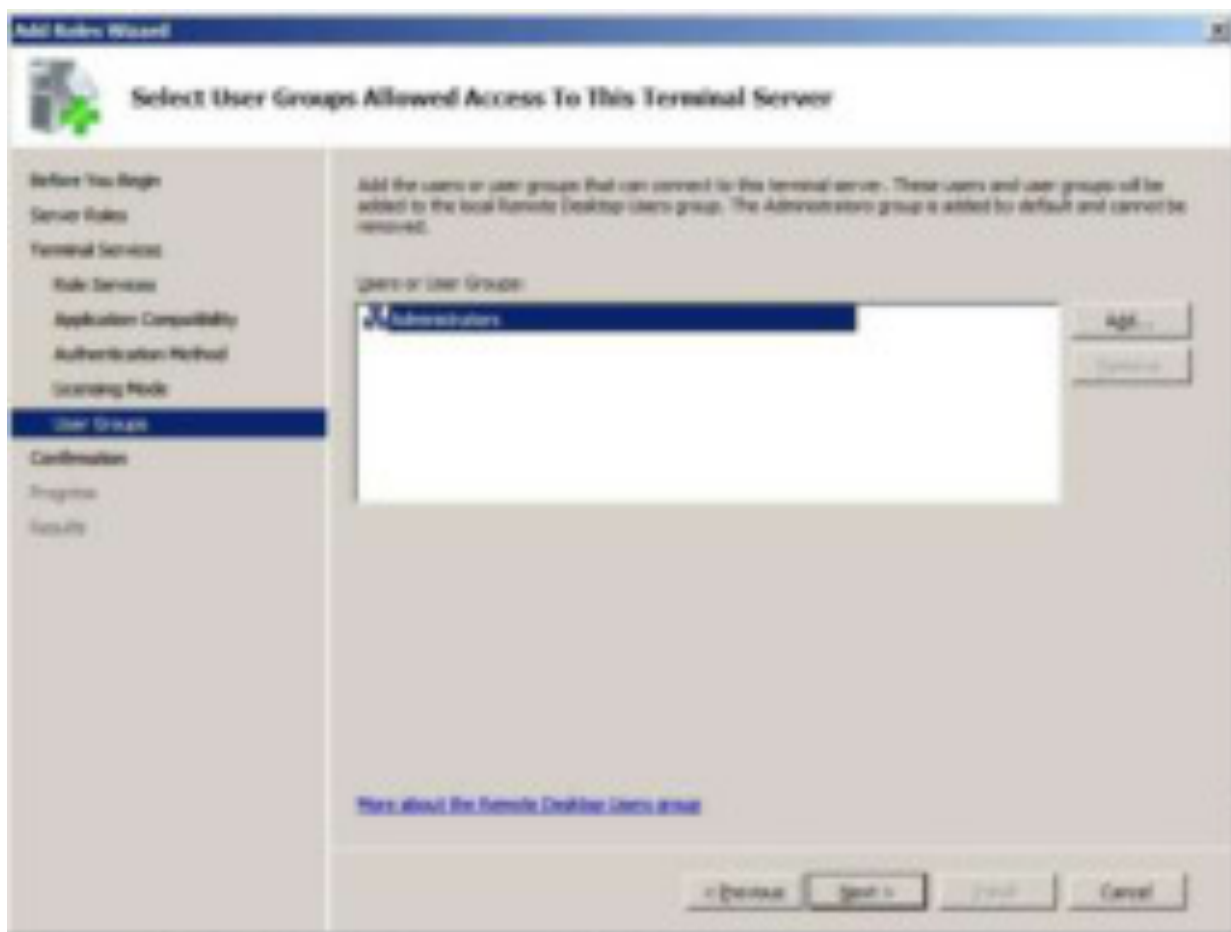 Add Roles Wizard
Select User Groups Allowed Access To This Terminal Server
Before You Begin
Server Roles
Terminal Services
Role Services
Application Compatibility
Authentication Method
Licensing Mode
User Groups
Confirmation
Progress
Results
Add the users or user groups that can connect to this terminal server. These users and user groups will be
added to the local Remote Desktop Users group. The Administrators group is added by default and cannot be
removed.
Users or User Groups:
Administrators
Add...
Remove
More about the Remote Desktop Users group
< Previous
Next >
Install
Cancel